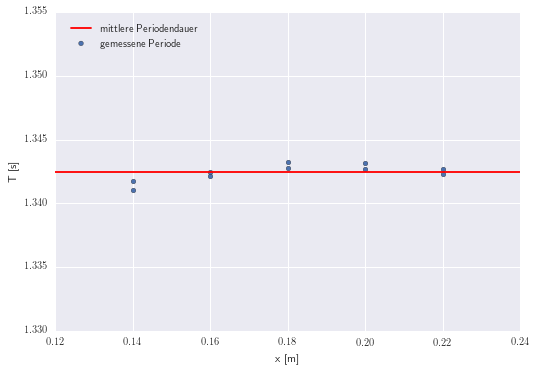 mittlere Periodendauer
gemessene Periode
1.355
1.350
1.345
1.340
1.335
1.330
T [s]
0.12 0.14 0.16 0.18 0.20 0.22 0.24
x [m]